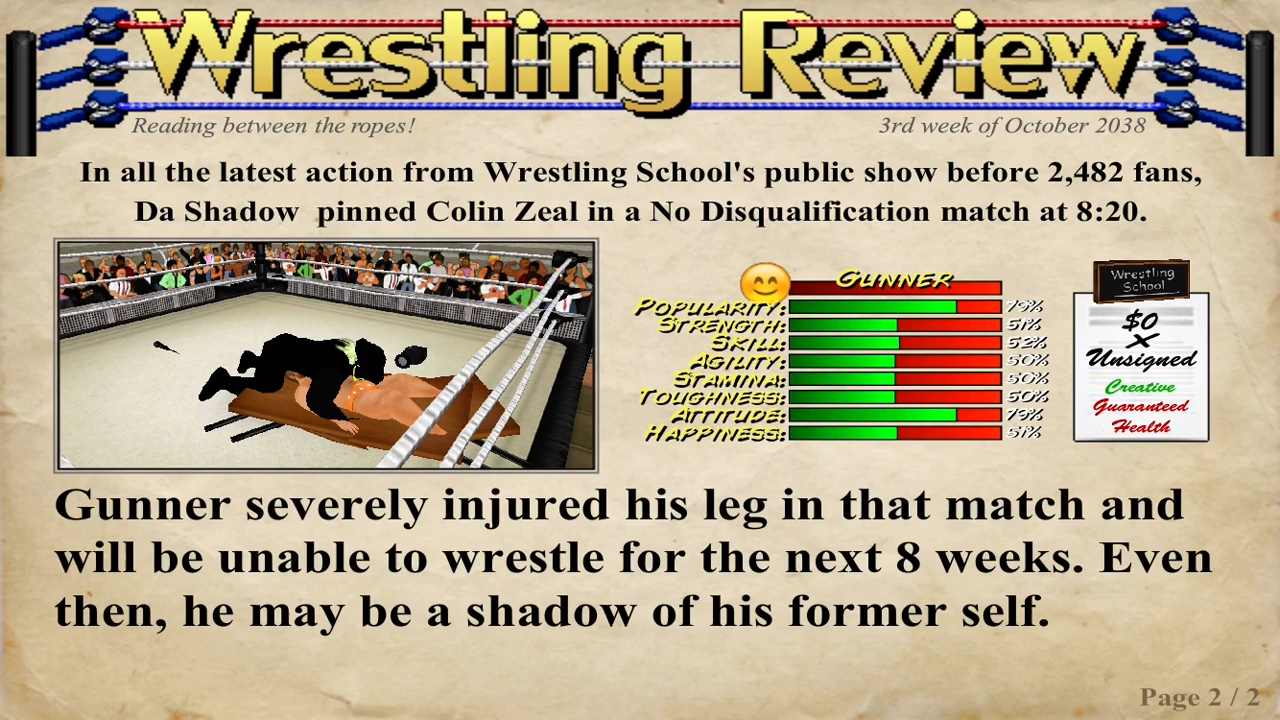 Wrestling Review
Reading between the ropes!
3rd week of October 2038
In all the latest action from Wrestling School's public show before 2,482 fans,
Da Shadow pinned Colin Zeal in a No Disqualification match at 8:20.
GUNNER
POPULARITY: 79%
STRENGTH: 51%
SKILL: 52%
AGILITY: 50%
STAMINA: 50%
TOUGHNESS: 50%
ATTITUDE: 79%
HAPPINESS: 51%
Wrestling
School
$0
X
Unsigned
Creative
Guaranteed
Health
Gunner severely injured his leg in that match and
will be unable to wrestle for the next 8 weeks. Even
then, he may be a shadow of his former self.
Page 2 / 2